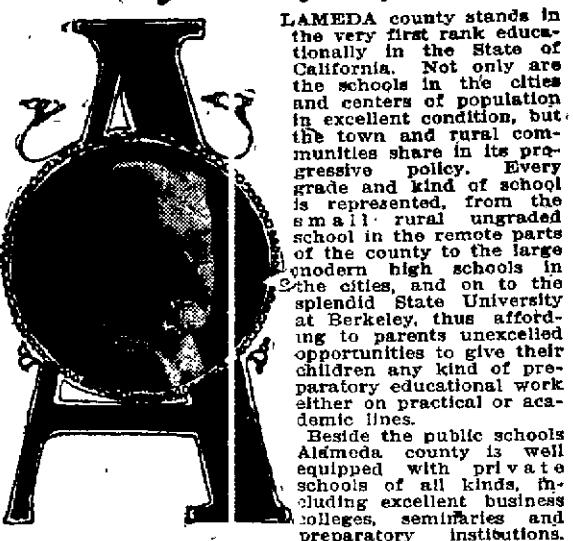 A
LAMEDA county stands in
the very first rank educa-
tionally in the State of
California. Not only are
the schools in the cities
and centers of population
in excellent condition, but
the town and rural com-
munities share in its pro-
gressive policy. Every
grade and kind of school
is represented, from the
small rural ungraded
school in the remote parts
of the county to the large
modern high schools in
the cities, and on to the
splendid State University
at Berkeley, thus afford-
ing to parents unexcelled
opportunities to give their
children any kind of pre-
paratory educational work
either on practical or aca-
demic lines.
Beside the public schools
Alameda county is well
equipped with private
schools of all kinds, in-
cluding excellent business
colleges, seminaries and
preparatory institutions.